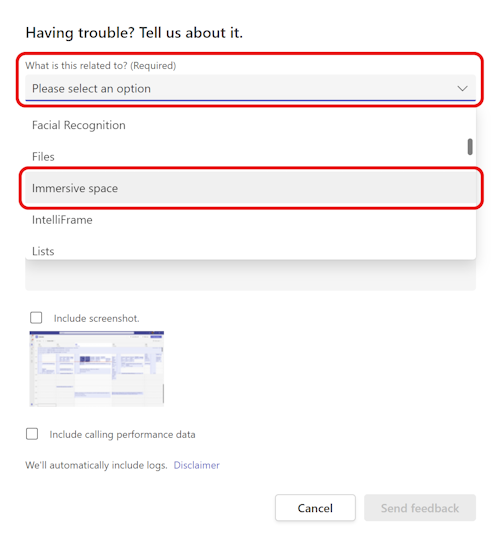 Having trouble? Tell us about it.
What is this related to? (Required)
Please select an option
Facial Recognition
Files
Immersive space
IntelliFrame
Lists
Include screenshot.
Include calling performance data
We'll automatically include logs. Disclaimer
Cancel Send feedback